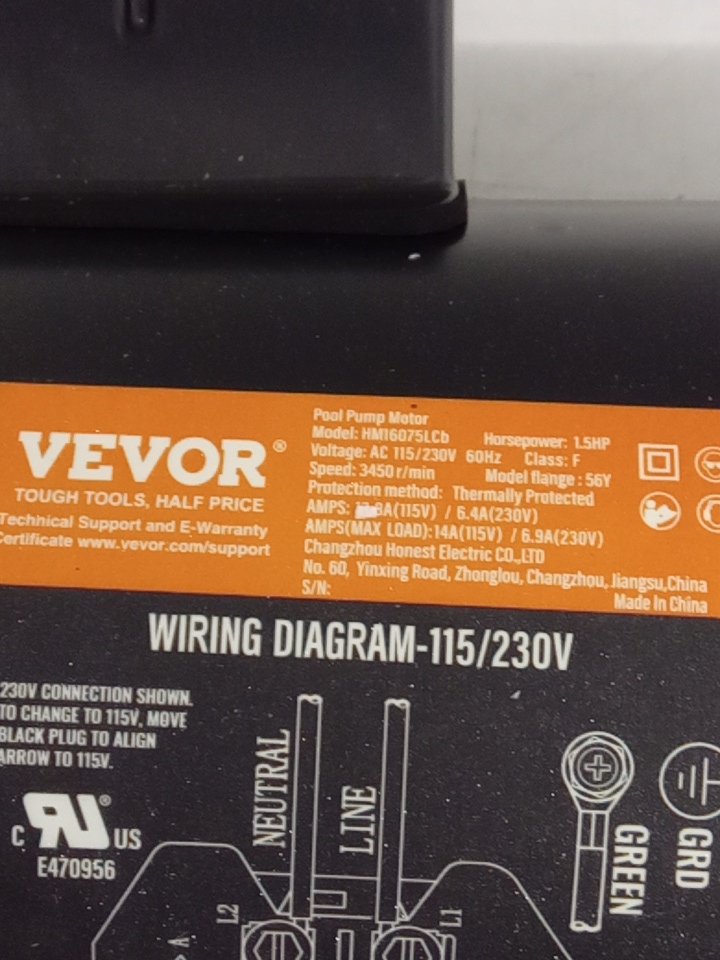 VEVOR®
TOUGH TOOLS, HALF PRICE
Techhical Support and E-Warranty
Certificate www.vevor.com/support
Pool Pump Motor
Model: HM16075LCb Horsepower: 1.5HP
Voltage: AC 115/230V 60Hz Class: F
Speed: 3450 r/min Model flange : 56Y
Protection method: Thermally Protected
AMPS: 8A(115V) / 6.4A(230V)
AMPS(MAX LOAD):14A(115V) / 6.9A(230V)
Changzhou Honest Electric CO.,LTD
No. 60, Yinxing Road, Zhonglou, Changzhou, Jiangsu,China
S/N: Made In China
WIRING DIAGRAM-115/230V
230V CONNECTION SHOWN.
TO CHANGE TO 115V, MOVE
BLACK PLUG TO ALIGN
ARROW TO 115V.
C US
E470956
NEUTRAL
LINE
GREEN
GRD
L2
L1
A